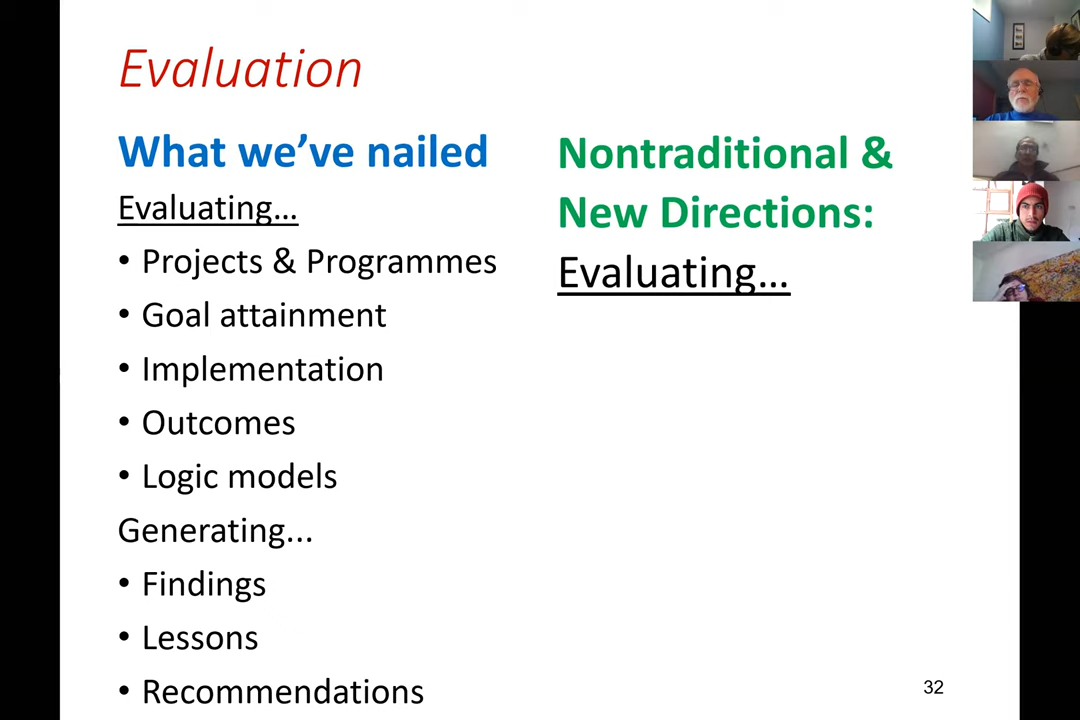 Evaluation
What we've nailed
Evaluating...
• Projects & Programmes
• Goal attainment
• Implementation
• Outcomes
• Logic models
Generating...
• Findings
• Lessons
• Recommendations
Nontraditional &
New Directions:
Evaluating...
32